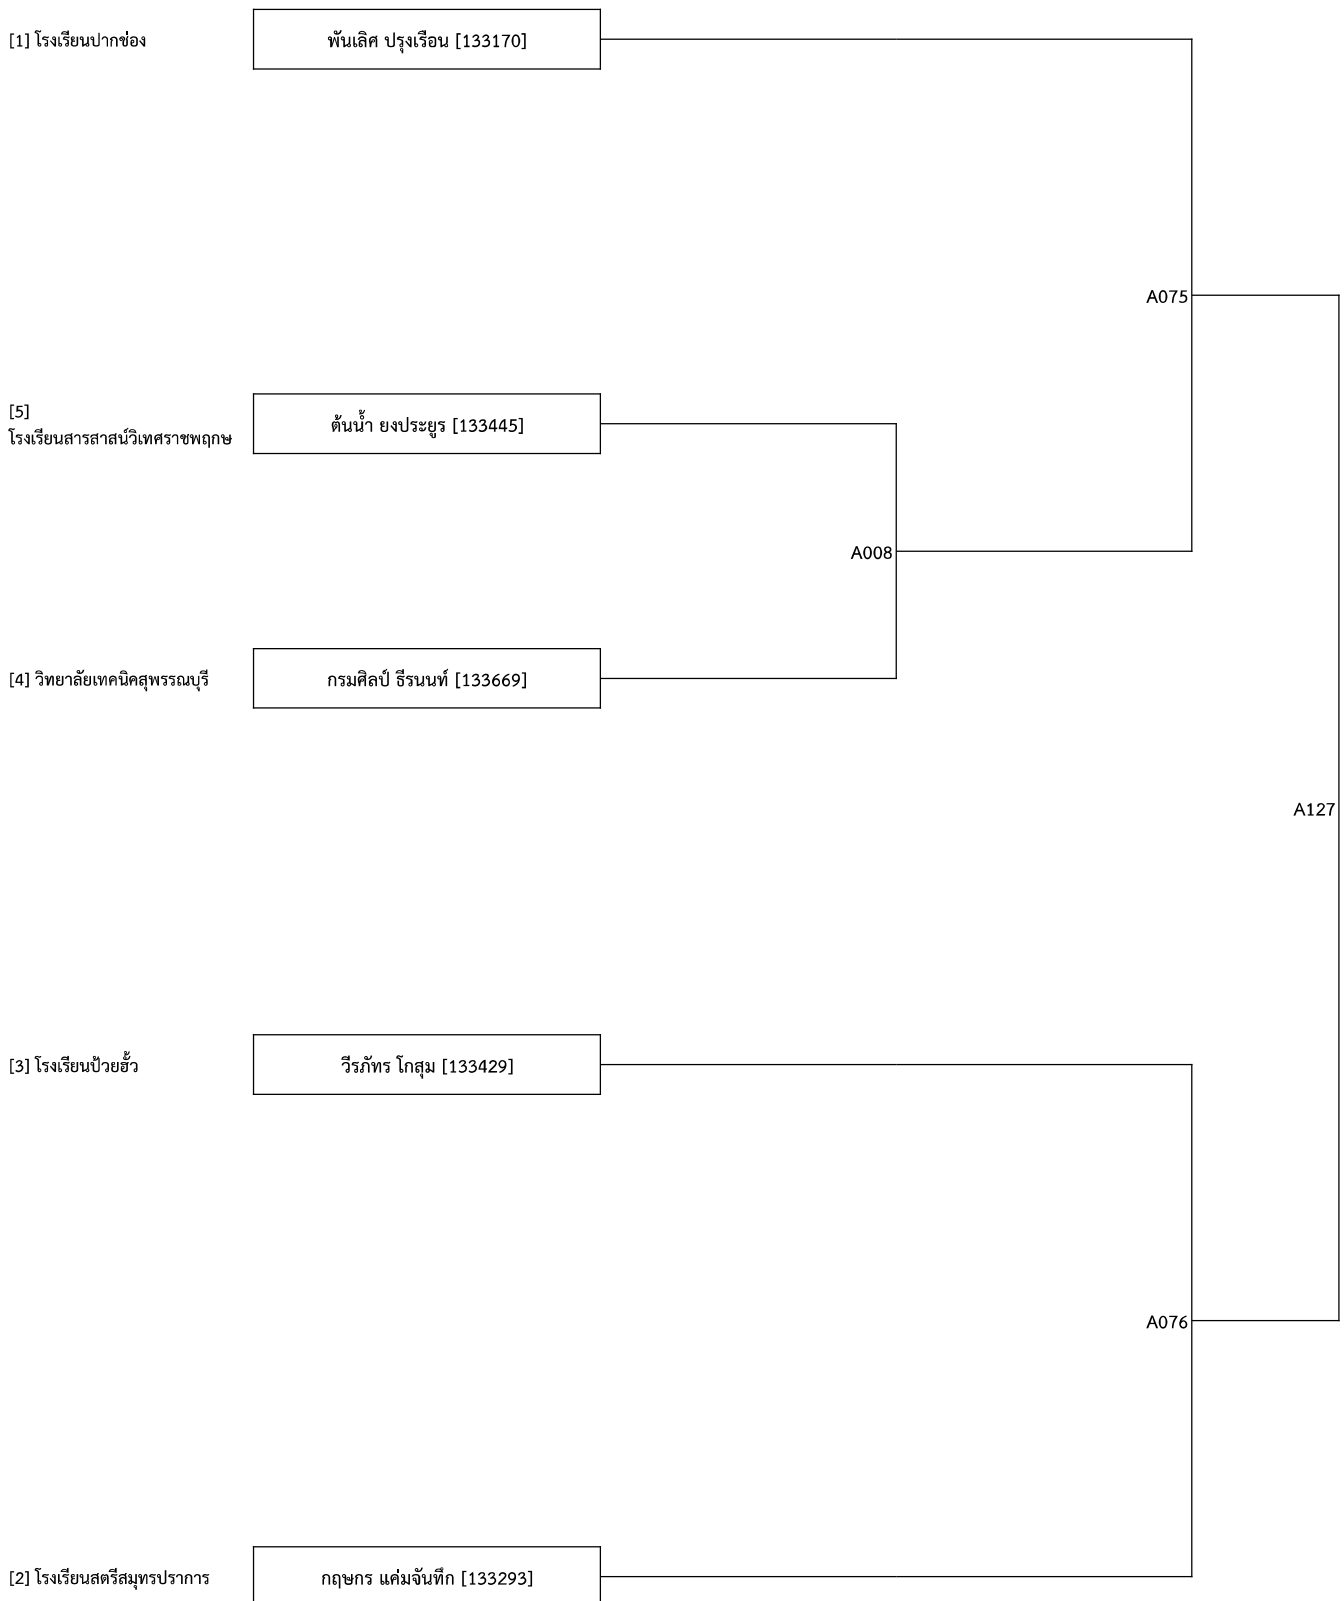 [1] โรงเรียนปากช่อง
พันเลิศ ปรุงเรือน [133170]
A075
[5]
โรงเรียนสารสาสน์วิเทศราชพฤกษ
ต้นน้ำ ยงประยูร [133445]
A008
[4] วิทยาลัยเทคนิคสุพรรณบุรี
กรมศิลป์ ธีรนนท์ [133669]
A127
[3] โรงเรียนป้วยฮั้ว
วีรภัทร โกสุม [133429]
A076
[2] โรงเรียนสตรีสมุทรปราการ
กฤษกร แค่มจันทึก [133293]